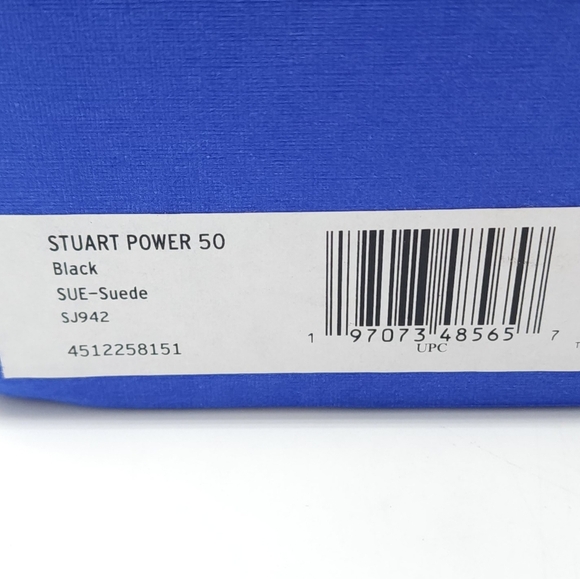 STUART POWER 50
Black
SUE-Suede
SJ942
4512258151
1 97073 48565 7
UPC